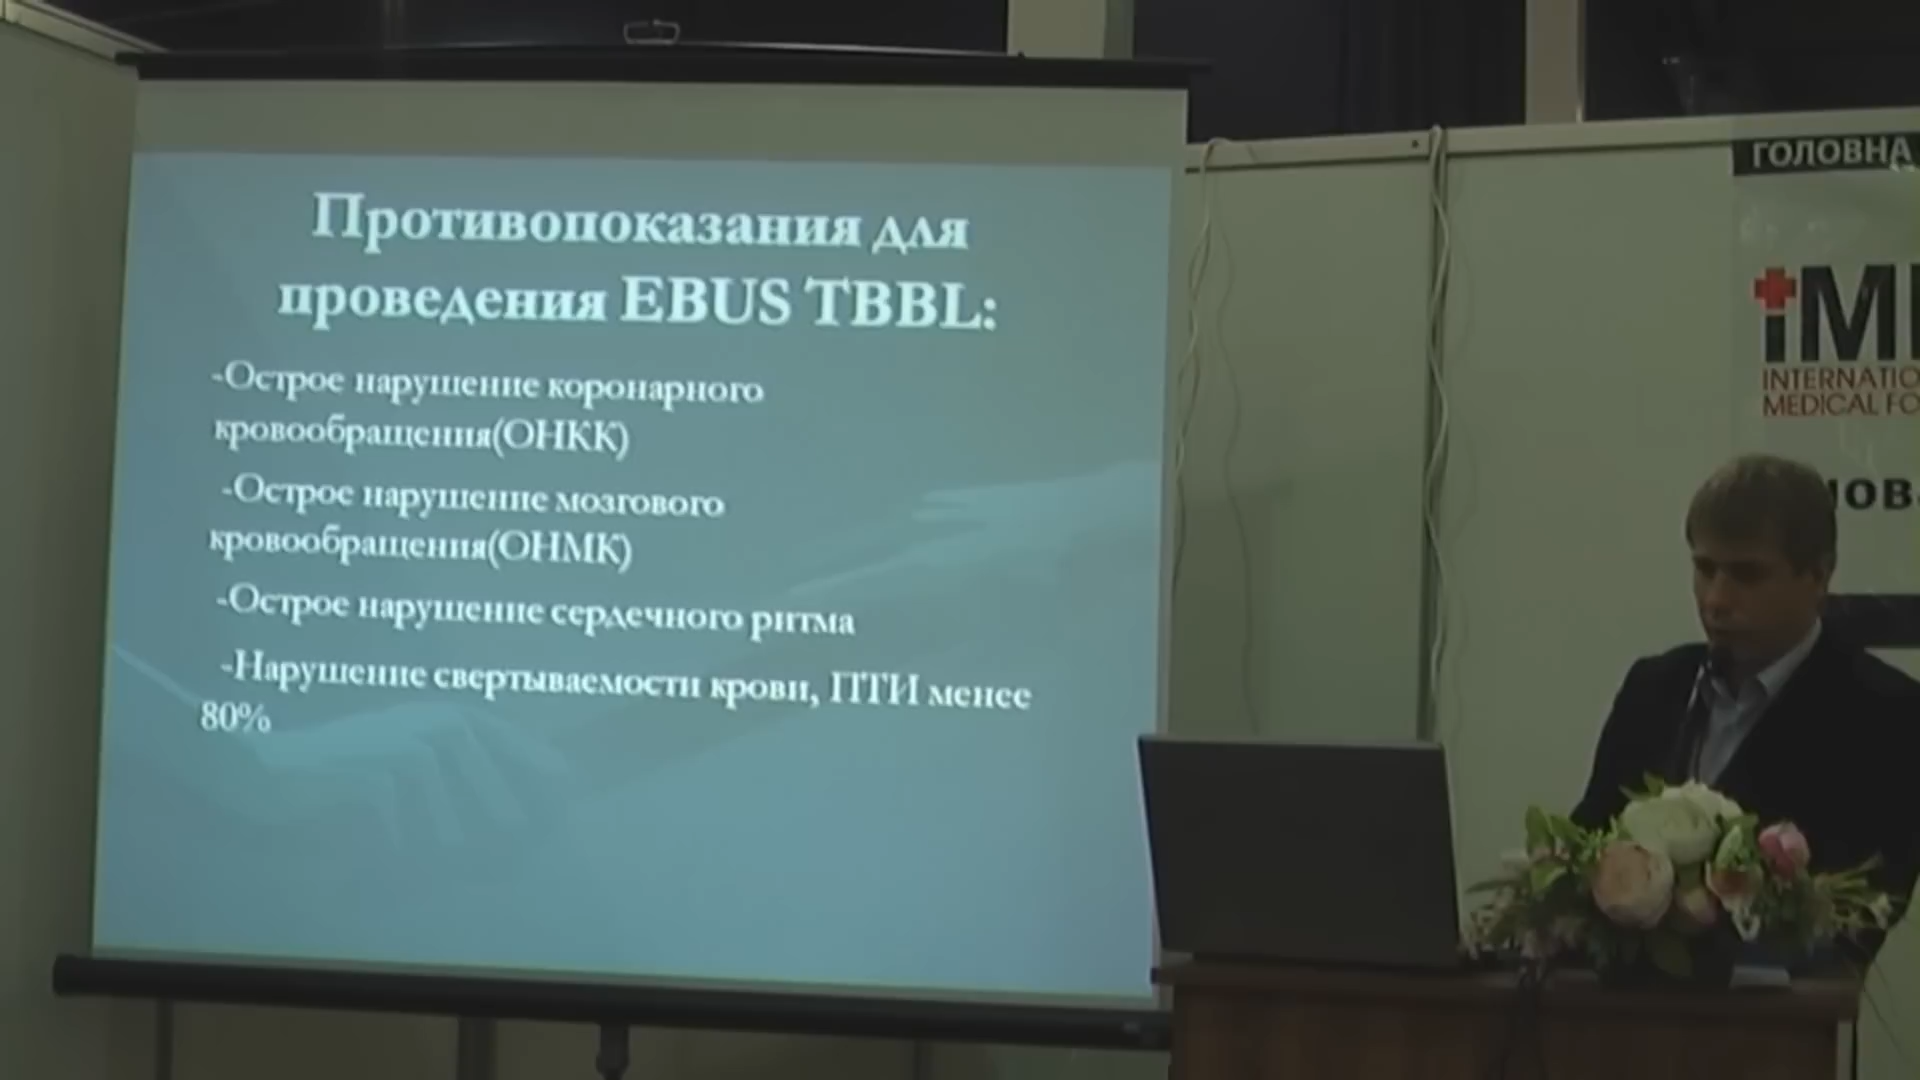 Противопоказания для
проведения EBUS TBBL:
-Острое нарушение коронарного
кровообращения(ОНКК)
-Острое нарушение мозгового
кровообращения(ОНМК)
-Острое нарушение сердечного ритма
-Нарушение свертываемости крови, ПТИ менее
80%
ГОЛОВНА
iM
INTERNATIO
MEDICAL FO